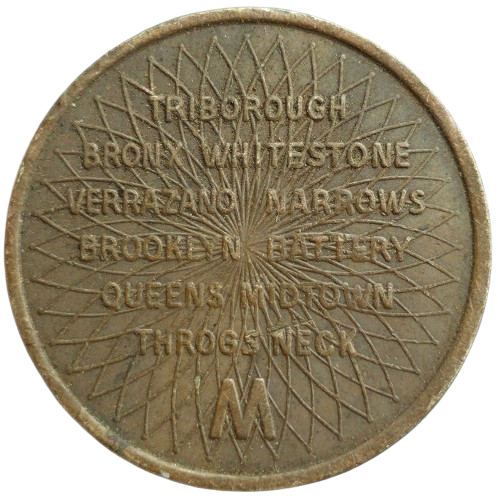 TRIBOROUGH
BRONX WHITESTONE
VERRAZANO NARROWS
BROOKLYN BATTERY
QUEENS MIDTOWN
THROGS NECK
M